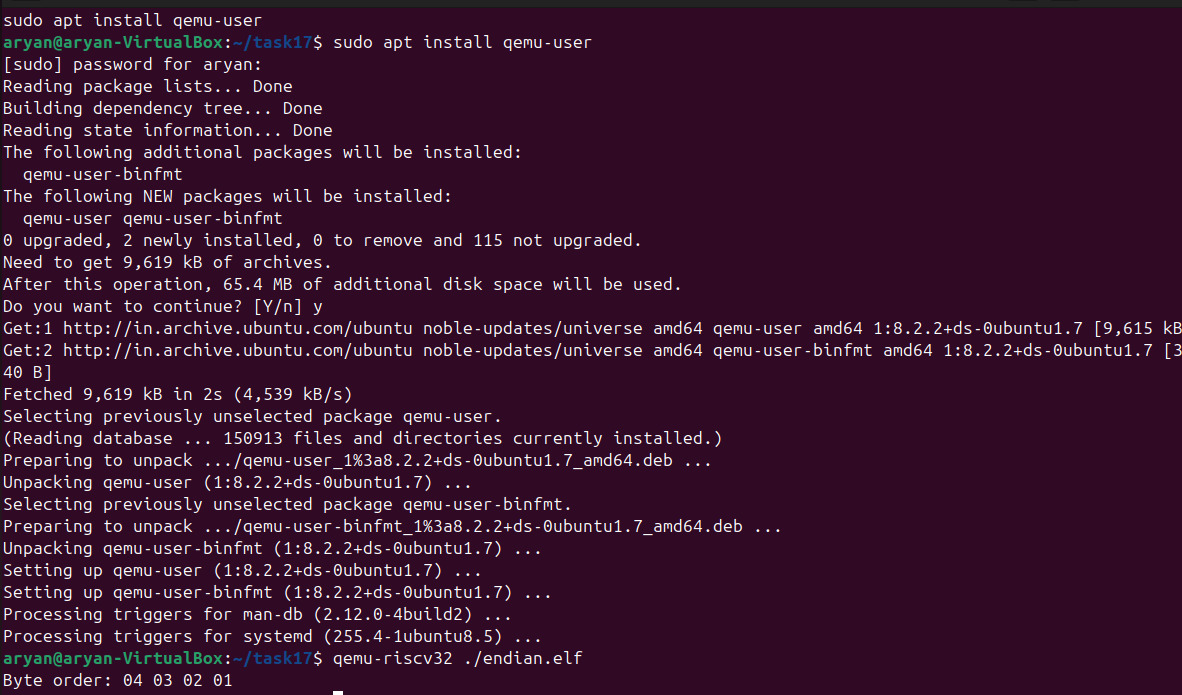 sudo apt install qemu-user
aryan@aryan-VirtualBox:~/task17$ sudo apt install qemu-user
[sudo] password for aryan:
Reading package lists... Done
Building dependency tree... Done
Reading state information... Done
The following additional packages will be installed:
  qemu-user-binfmt
The following NEW packages will be installed:
  qemu-user qemu-user-binfmt
0 upgraded, 2 newly installed, 0 to remove and 115 not upgraded.
Need to get 9,619 kB of archives.
After this operation, 65.4 MB of additional disk space will be used.
Do you want to continue? [Y/n] y
Get:1 http://in.archive.ubuntu.com/ubuntu noble-updates/universe amd64 qemu-user amd64 1:8.2.2+ds-0ubuntu1.7 [9,615 kB
Get:2 http://in.archive.ubuntu.com/ubuntu noble-updates/universe amd64 qemu-user-binfmt amd64 1:8.2.2+ds-0ubuntu1.7 [3
40 B]
Fetched 9,619 kB in 2s (4,539 kB/s)
Selecting previously unselected package qemu-user.
(Reading database ... 150913 files and directories currently installed.)
Preparing to unpack .../qemu-user_1%3a8.2.2+ds-0ubuntu1.7_amd64.deb ...
Unpacking qemu-user (1:8.2.2+ds-0ubuntu1.7) ...
Selecting previously unselected package qemu-user-binfmt.
Preparing to unpack .../qemu-user-binfmt_1%3a8.2.2+ds-0ubuntu1.7_amd64.deb ...
Unpacking qemu-user-binfmt (1:8.2.2+ds-0ubuntu1.7) ...
Setting up qemu-user (1:8.2.2+ds-0ubuntu1.7) ...
Setting up qemu-user-binfmt (1:8.2.2+ds-0ubuntu1.7) ...
Processing triggers for man-db (2.12.0-4build2) ...
Processing triggers for systemd (255.4-1ubuntu8.5) ...
aryan@aryan-VirtualBox:~/task17$ qemu-riscv32 ./endian.elf
Byte order: 04 03 02 01